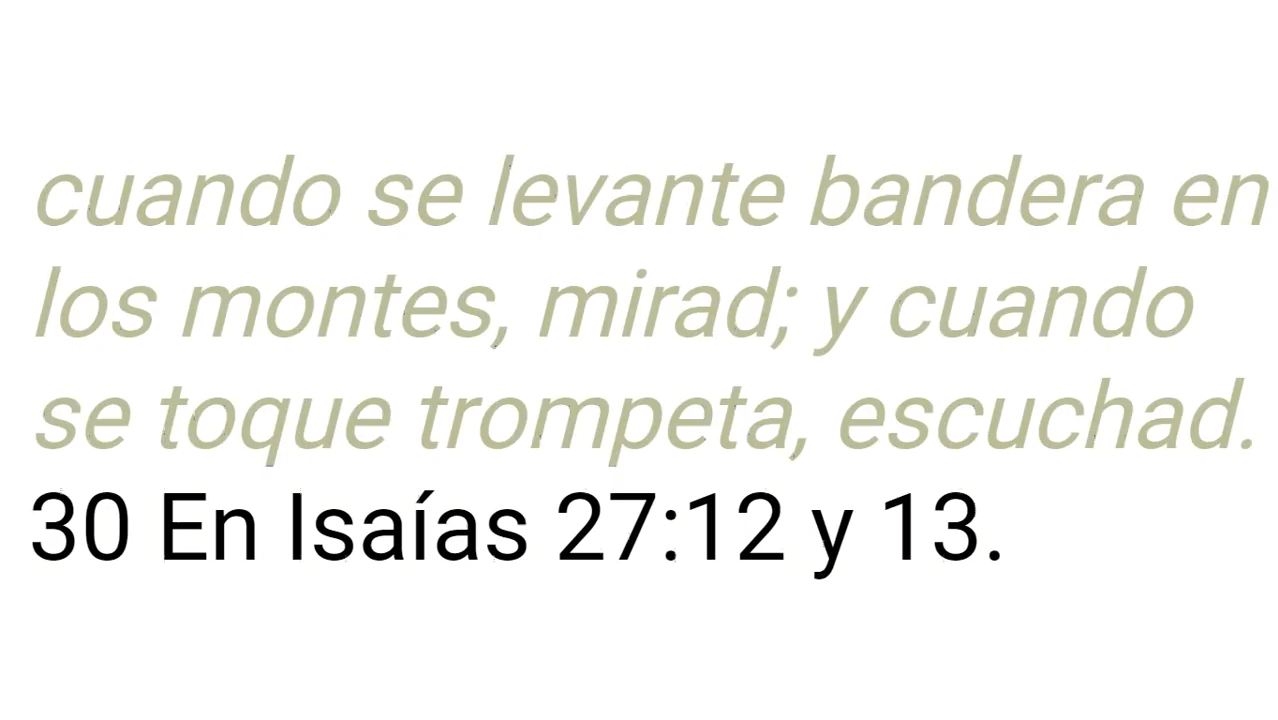 cuando se levante bandera en
los montes, mirad; y cuando
se toque trompeta, escuchad.
30 En Isaías 27:12 y 13.